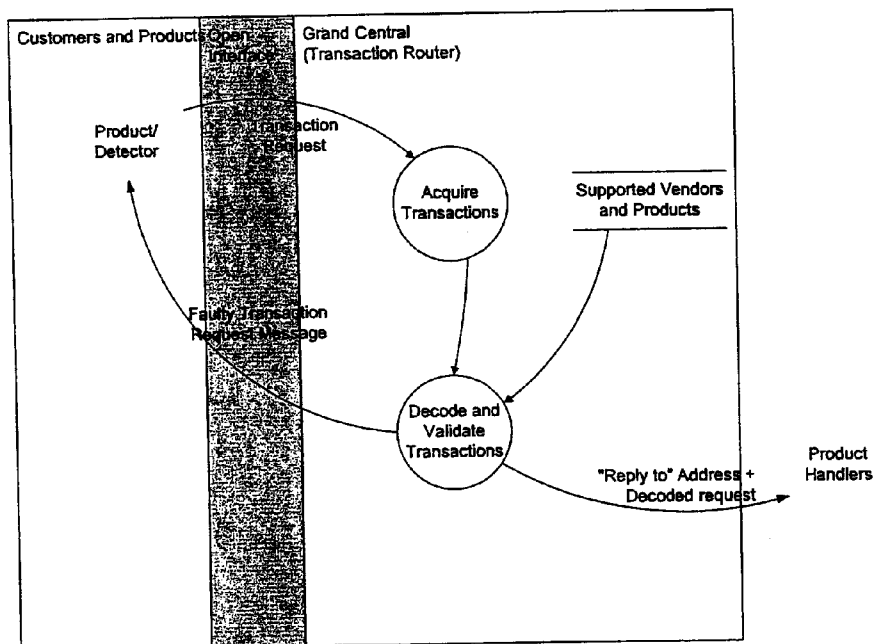 Customers and Products
Open
Interface
Grand Central
(Transaction Router)
Product/
Detector
Transaction
Request
Acquire
Transactions
Supported Vendors
and Products
Faulty Transaction
Request Message
Decode and
Validate
Transactions
"Reply to" Address +
Decoded request
Product
Handlers